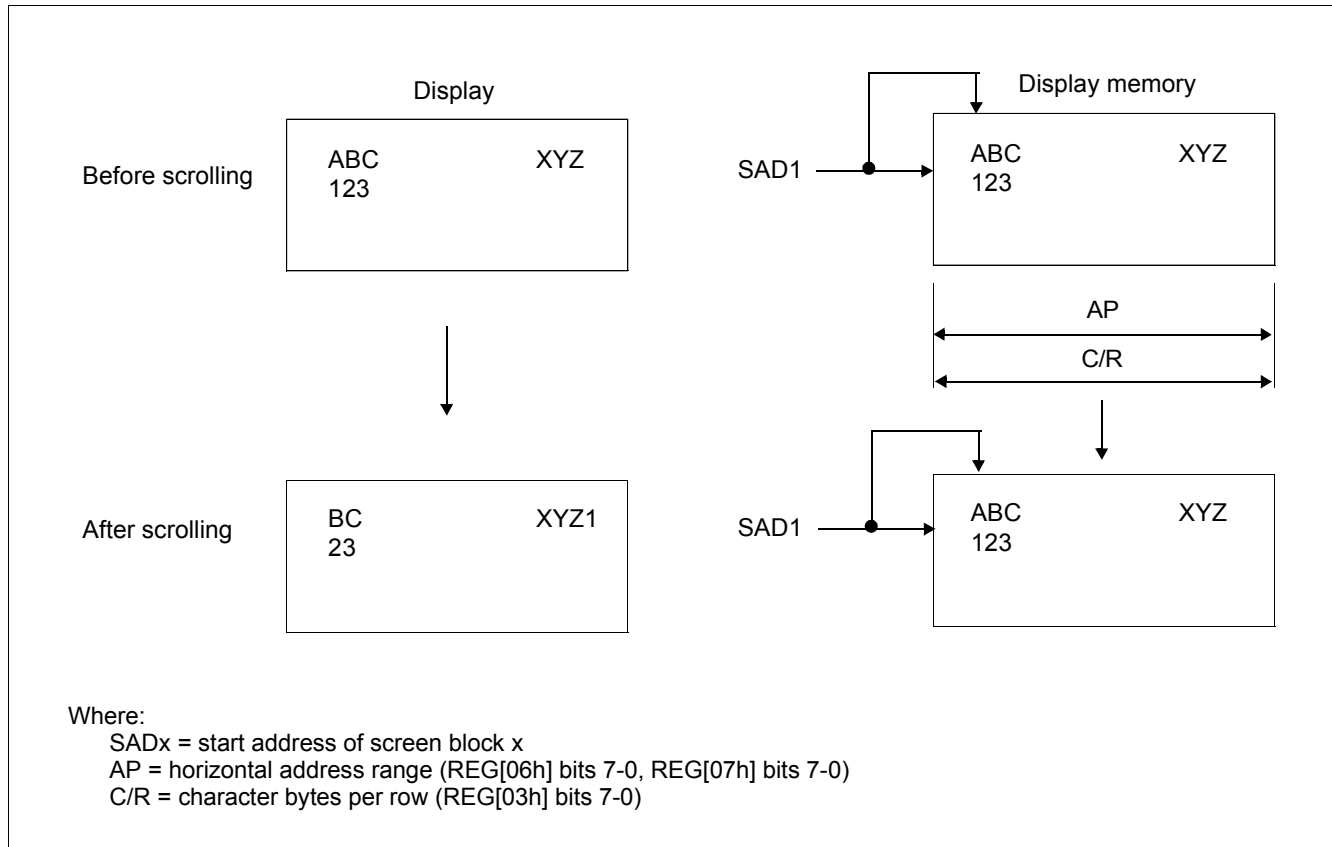 Display
Display memory
Before scrolling
ABC XYZ
123
SAD1
ABC XYZ
123
AP
C/R
After scrolling
BC XYZ1
23
SAD1
ABC XYZ
123
Where:
SADx = start address of screen block x
AP = horizontal address range (REG[06h] bits 7-0, REG[07h] bits 7-0)
C/R = character bytes per row (REG[03h] bits 7-0)